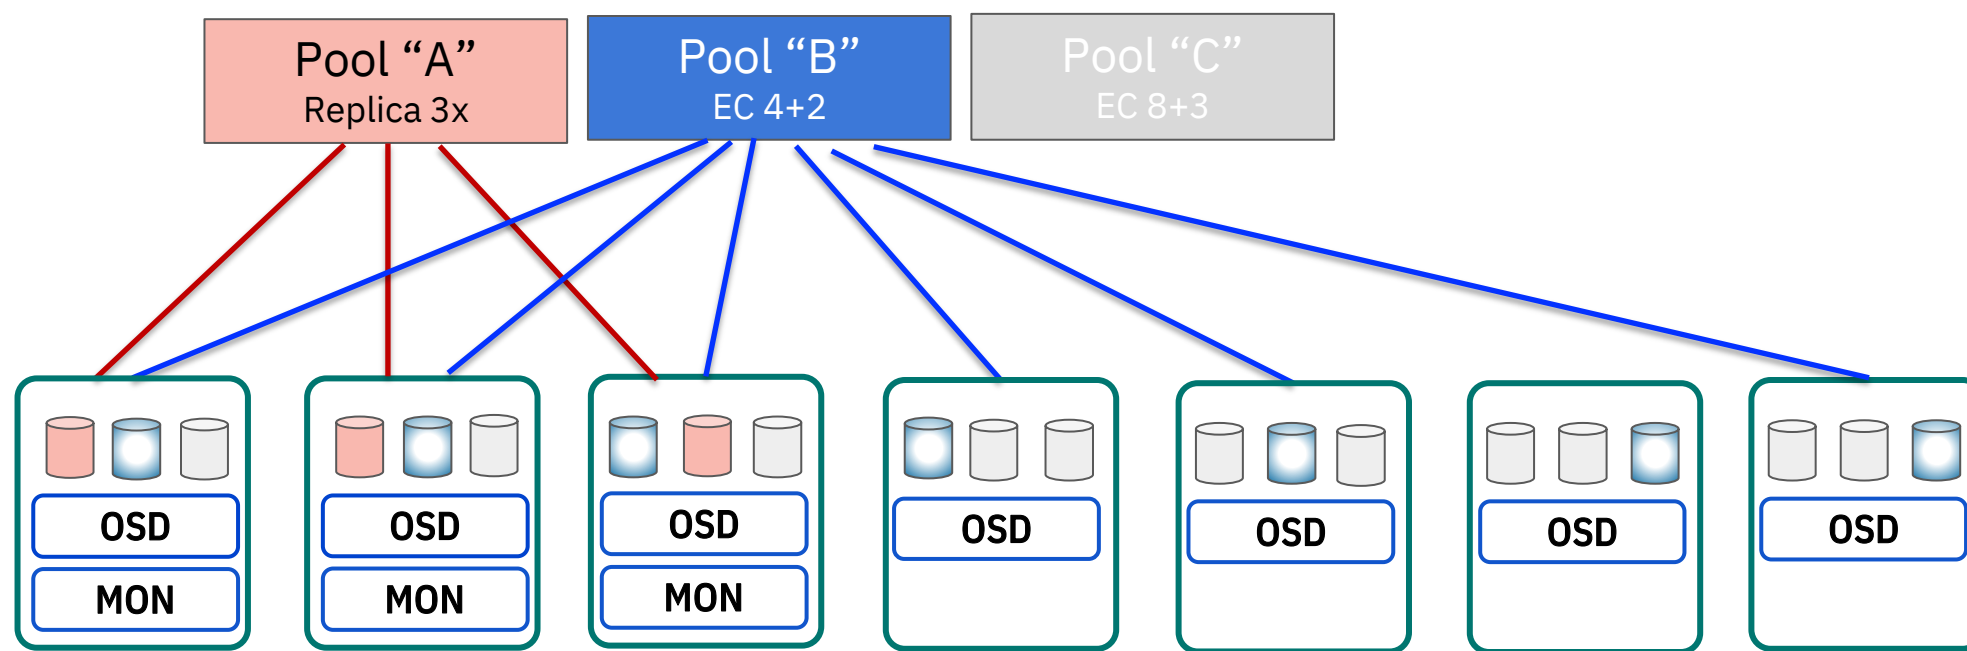 Pool “A”
Replica 3x
Pool “B”
EC 4+2
Pool “C”
EC 8+3
OSD
MON
OSD
MON
OSD
MON
OSD
OSD
OSD
OSD